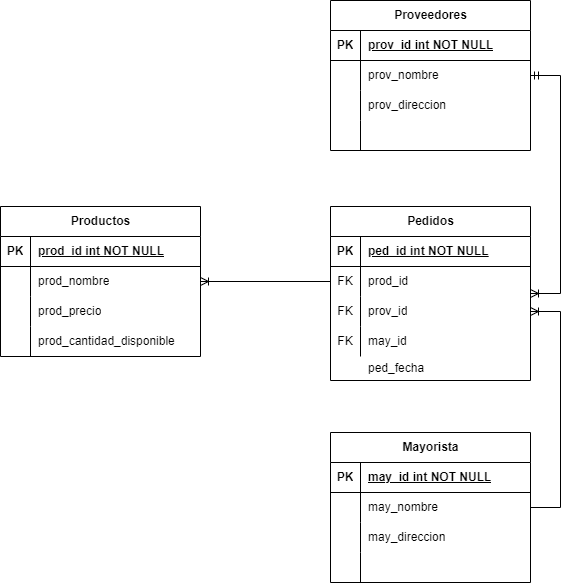 Proveedores
PK prov_id int NOT NULL
prov_nombre
prov_direccion
Productos
PK prod_id int NOT NULL
prod_nombre
prod_precio
prod_cantidad_disponible
Pedidos
PK ped_id int NOT NULL
FK prod_id
FK prov_id
FK may_id
ped_fecha
Mayorista
PK may_id int NOT NULL
may_nombre
may_direccion